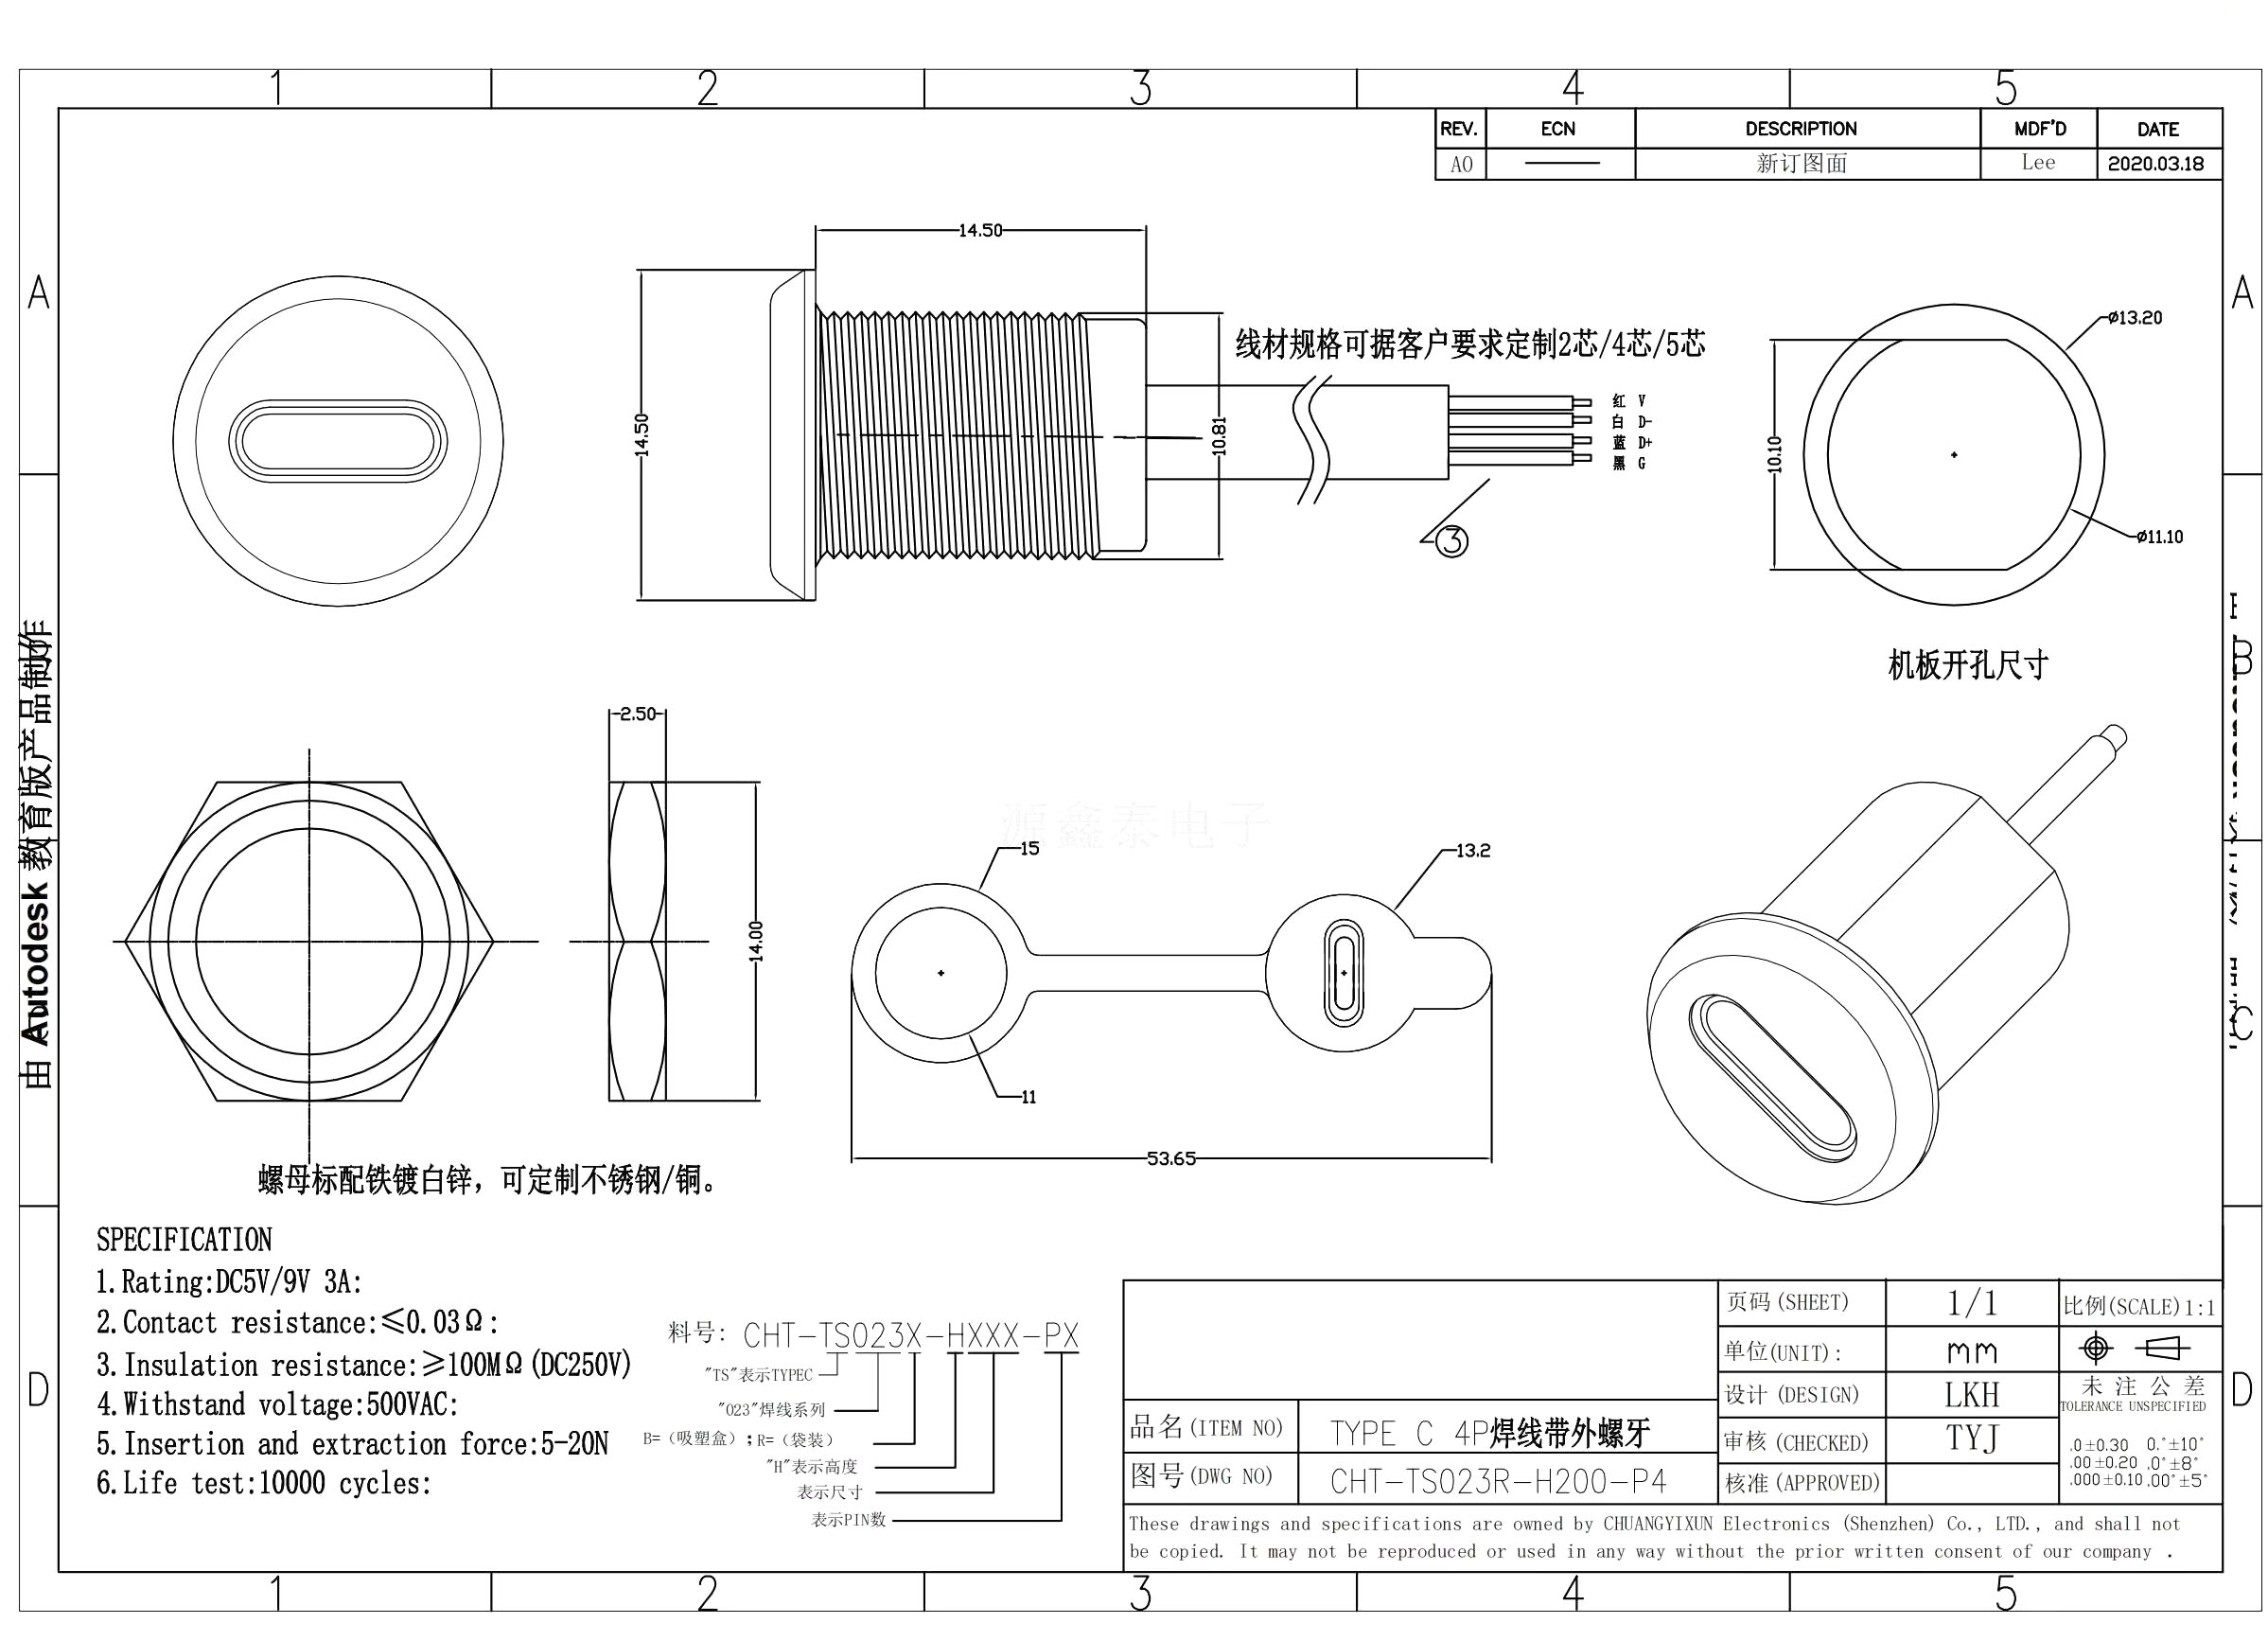 1 2 3 4 5
REV. ECN DESCRIPTION MDF'D DATE
A0 新订图面 Lee 2020.03.18
A A
14.50
14.50
10.81
线材规格可据客户要求定制2芯/4芯/5芯
红 V
白 D-
蓝 D+
黑 G
3
ø13.20
10.10
ø11.10
机板开孔尺寸
B
由 Autodesk 教育版产品制作
2.50
14.00
源鑫泰电子
15
13.2
11
53.65
C
螺母标配铁镀白锌，可定制不锈钢/铜。
SPECIFICATION
1.Rating:DC5V/9V 3A:
2.Contact resistance:≤0.03Ω:
3.Insulation resistance:≥100MΩ(DC250V)
4.Withstand voltage:500VAC:
5.Insertion and extraction force:5-20N
6.Life test:10000 cycles:
料号: CHT-TS023X-HXXX-PX
"TS"表示TYPEC
"023"焊线系列
B=（吸塑盒）；R=（袋装）
"H"表示高度
表示尺寸
表示PIN数
D D
页码(SHEET) 1/1 比例(SCALE)1:1
单位(UNIT): mm
设计 (DESIGN) LKH
未 注 公 差
TOLERANCE UNSPECIFIED
品名(ITEM NO) TYPE C 4P焊线带外螺牙
审核 (CHECKED) TYJ
.0±0.30 0.°±10°
.00±0.20 .0°±8°
.000±0.10 .00°±5°
图号(DWG NO) CHT-TS023R-H200-P4
核准 (APPROVED)
These drawings and specifications are owned by CHUANGYIXUN Electronics (Shenzhen) Co., LTD., and shall not
be copied. It may not be reproduced or used in any way without the prior written consent of our company .
1 2 3 4 5